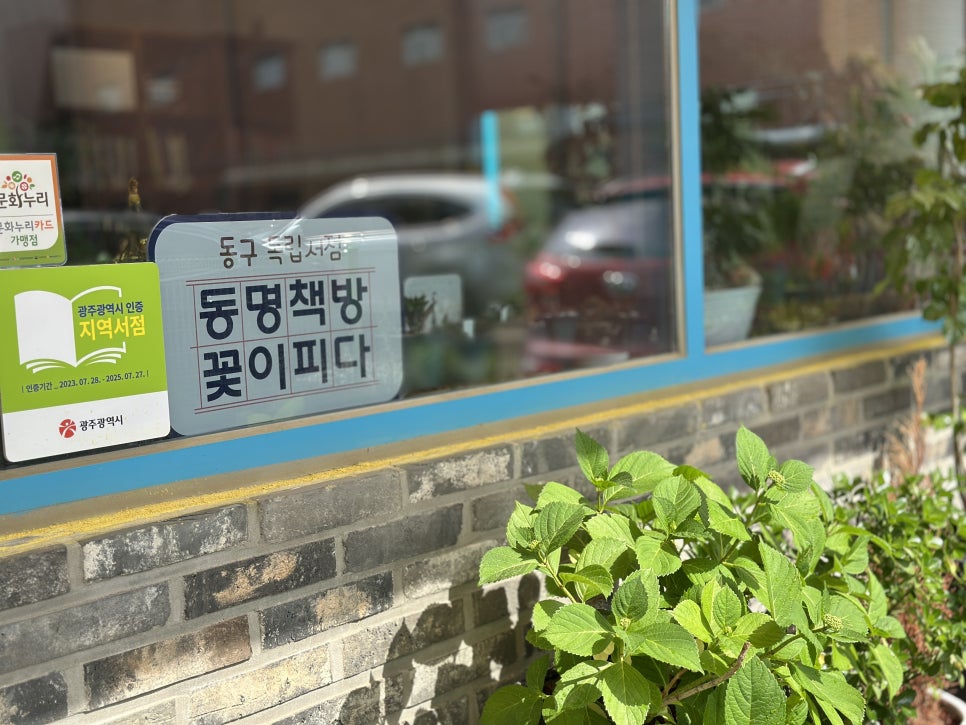 문화누리
문화누리카드
가맹점
광주광역시 인증
지역서점
인증기간 _ 2023. 07. 28. - 2025. 07. 27.
광주광역시
동구 독립서점
동명책방
꽃이피다